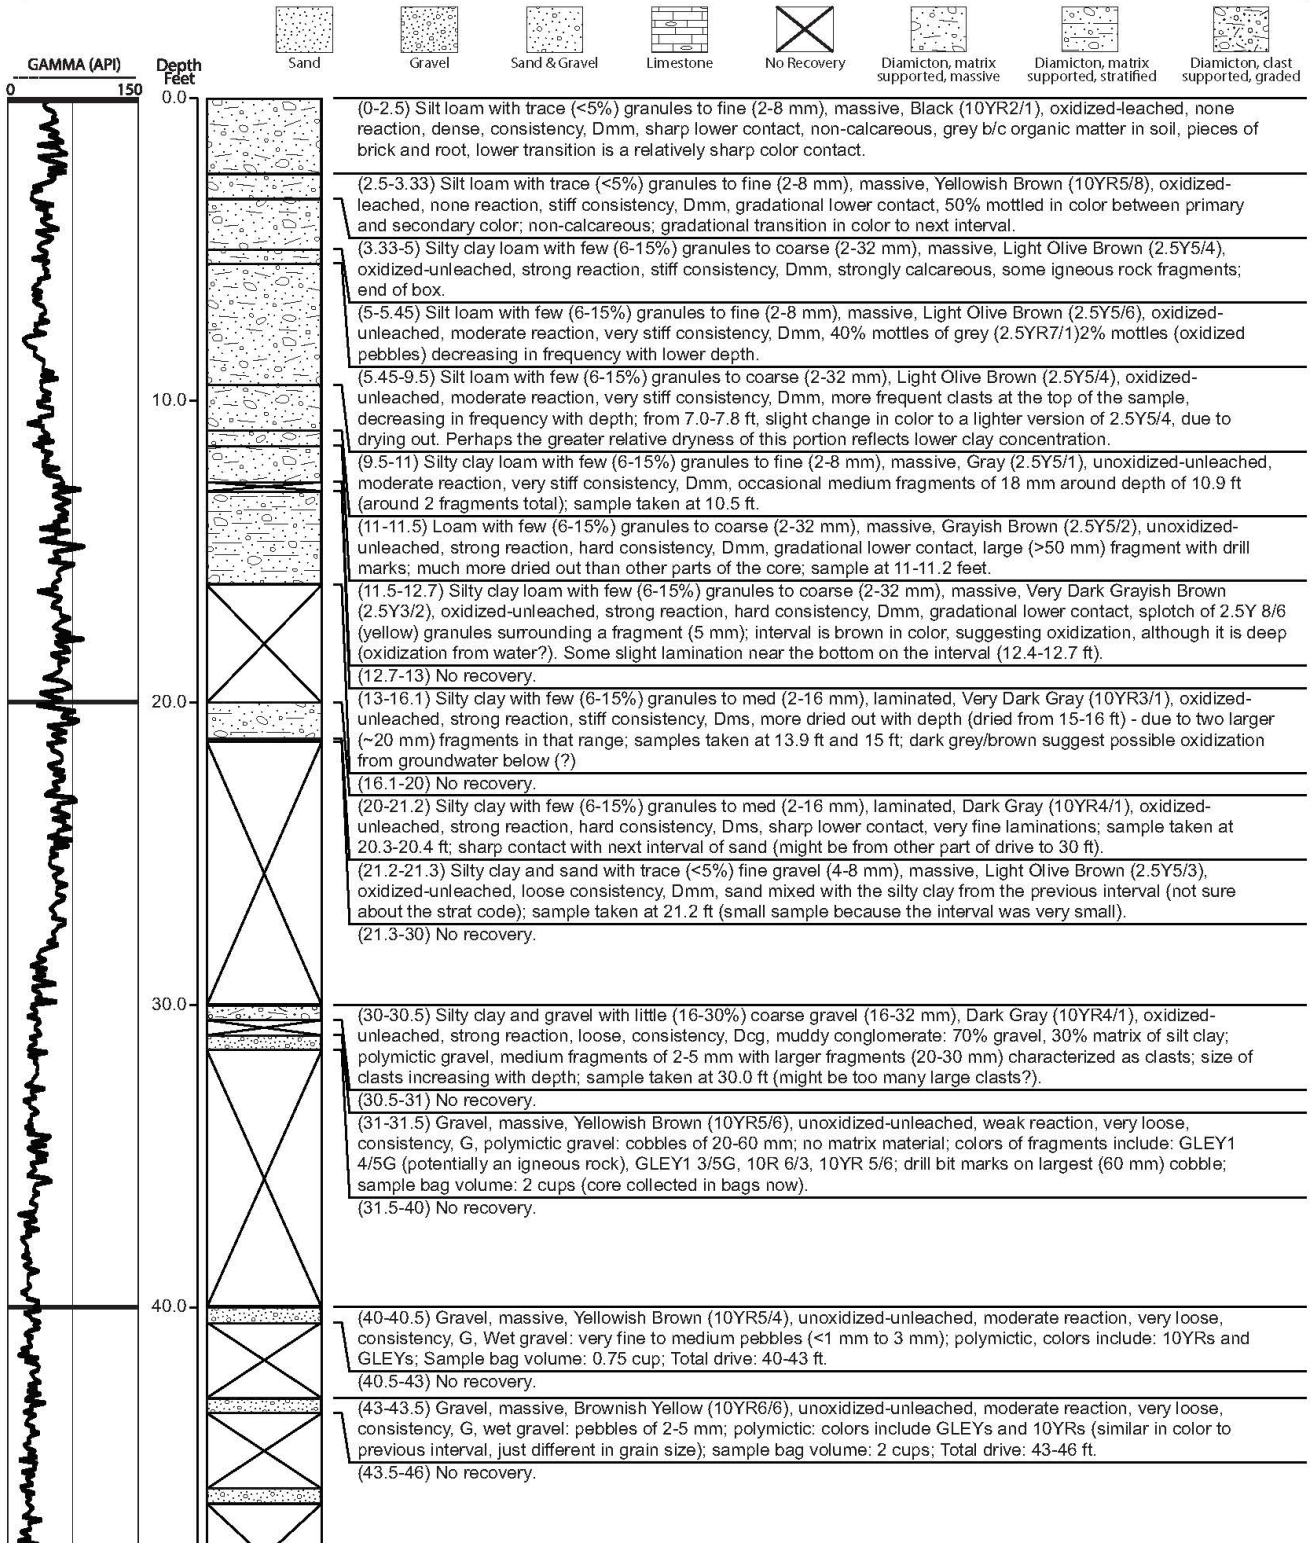 Sand
Gravel
Sand & Gravel
Limestone
No Recovery
Diamicton, matrix
supported, massive
Diamicton, matrix
supported, stratified
Diamicton, clast
supported, graded
GAMMA (API)
0 150
Depth
Feet
0.0
10.0
20.0
30.0
40.0
(0-2.5) Silt loam with trace (<5%) granules to fine (2-8 mm), massive, Black (10YR2/1), oxidized-leached, none
reaction, dense, consistency, Dmm, sharp lower contact, non-calcareous, grey b/c organic matter in soil, pieces of
brick and root, lower transition is a relatively sharp color contact.
(2.5-3.33) Silt loam with trace (<5%) granules to fine (2-8 mm), massive, Yellowish Brown (10YR5/8), oxidized-
leached, none reaction, stiff consistency, Dmm, gradational lower contact, 50% mottled in color between primary
and secondary color; non-calcareous; gradational transition in color to next interval.
(3.33-5) Silty clay loam with few (6-15%) granules to coarse (2-32 mm), massive, Light Olive Brown (2.5Y5/4),
oxidized-unleached, strong reaction, stiff consistency, Dmm, strongly calcareous, some igneous rock fragments;
end of box.
(5-5.45) Silt loam with few (6-15%) granules to fine (2-8 mm), massive, Light Olive Brown (2.5Y5/6), oxidized-
unleached, moderate reaction, very stiff consistency, Dmm, 40% mottles of grey (2.5YR7/1)2% mottles (oxidized
pebbles) decreasing in frequency with lower depth.
(5.45-9.5) Silt loam with few (6-15%) granules to coarse (2-32 mm), Light Olive Brown (2.5Y5/4), oxidized-
unleached, moderate reaction, very stiff consistency, Dmm, more frequent clasts at the top of the sample,
decreasing in frequency with depth; from 7.0-7.8 ft, slight change in color to a lighter version of 2.5Y5/4, due to
drying out. Perhaps the greater relative dryness of this portion reflects lower clay concentration.
(9.5-11) Silty clay loam with few (6-15%) granules to fine (2-8 mm), massive, Gray (2.5Y5/1), unoxidized-unleached,
moderate reaction, very stiff consistency, Dmm, occasional medium fragments of 18 mm around depth of 10.9 ft
(around 2 fragments total); sample taken at 10.5 ft.
(11-11.5) Loam with few (6-15%) granules to coarse (2-32 mm), massive, Grayish Brown (2.5Y5/2), unoxidized-
unleached, strong reaction, hard consistency, Dmm, gradational lower contact, large (>50 mm) fragment with drill
marks; much more dried out than other parts of the core; sample at 11-11.2 feet.
(11.5-12.7) Silty clay loam with few (6-15%) granules to coarse (2-32 mm), massive, Very Dark Grayish Brown
(2.5Y3/2), oxidized-unleached, strong reaction, hard consistency, Dmm, gradational lower contact, splotch of 2.5Y 8/6
(yellow) granules surrounding a fragment (5 mm); interval is brown in color, suggesting oxidization, although it is deep
(oxidization from water?). Some slight lamination near the bottom on the interval (12.4-12.7 ft).
(12.7-13) No recovery.
(13-16.1) Silty clay with few (6-15%) granules to med (2-16 mm), laminated, Very Dark Gray (10YR3/1), oxidized-
unleached, strong reaction, stiff consistency, Dms, more dried out with depth (dried from 15-16 ft) - due to two larger
(~20 mm) fragments in that range; samples taken at 13.9 ft and 15 ft; dark grey/brown suggest possible oxidization
from groundwater below (?)
(16.1-20) No recovery.
(20-21.2) Silty clay with few (6-15%) granules to med (2-16 mm), laminated, Dark Gray (10YR4/1), oxidized-
unleached, strong reaction, hard consistency, Dms, sharp lower contact, very fine laminations; sample taken at
20.3-20.4 ft; sharp contact with next interval of sand (might be from other part of drive to 30 ft).
(21.2-21.3) Silty clay and sand with trace (<5%) fine gravel (4-8 mm), massive, Light Olive Brown (2.5Y5/3),
oxidized-unleached, loose consistency, Dmm, sand mixed with the silty clay from the previous interval (not sure
about the strat code); sample taken at 21.2 ft (small sample because the interval was very small).
(21.3-30) No recovery.
(30-30.5) Silty clay and gravel with little (16-30%) coarse gravel (16-32 mm), Dark Gray (10YR4/1), oxidized-
unleached, strong reaction, loose, consistency, Dcg, muddy conglomerate: 70% gravel, 30% matrix of silt clay;
polymictic gravel, medium fragments of 2-5 mm with larger fragments (20-30 mm) characterized as clasts; size of
clasts increasing with depth; sample taken at 30.0 ft (might be too many large clasts?).
(30.5-31) No recovery.
(31-31.5) Gravel, massive, Yellowish Brown (10YR5/6), unoxidized-unleached, weak reaction, very loose,
consistency, G, polymictic gravel: cobbles of 20-60 mm; no matrix material; colors of fragments include: GLEY1
4/5G (potentially an igneous rock), GLEY1 3/5G, 10R 6/3, 10YR 5/6; drill bit marks on largest (60 mm) cobble;
sample bag volume: 2 cups (core collected in bags now).
(31.5-40) No recovery.
(40-40.5) Gravel, massive, Yellowish Brown (10YR5/4), unoxidized-unleached, moderate reaction, very loose,
consistency, G, Wet gravel: very fine to medium pebbles (<1 mm to 3 mm); polymictic, colors include: 10YRs and
GLEYs; Sample bag volume: 0.75 cup; Total drive: 40-43 ft.
(40.5-43) No recovery.
(43-43.5) Gravel, massive, Brownish Yellow (10YR6/6), unoxidized-unleached, moderate reaction, very loose,
consistency, G, wet gravel: pebbles of 2-5 mm; polymictic: colors include GLEYs and 10YRs (similar in color to
previous interval, just different in grain size); sample bag volume: 2 cups; Total drive: 43-46 ft.
(43.5-46) No recovery.